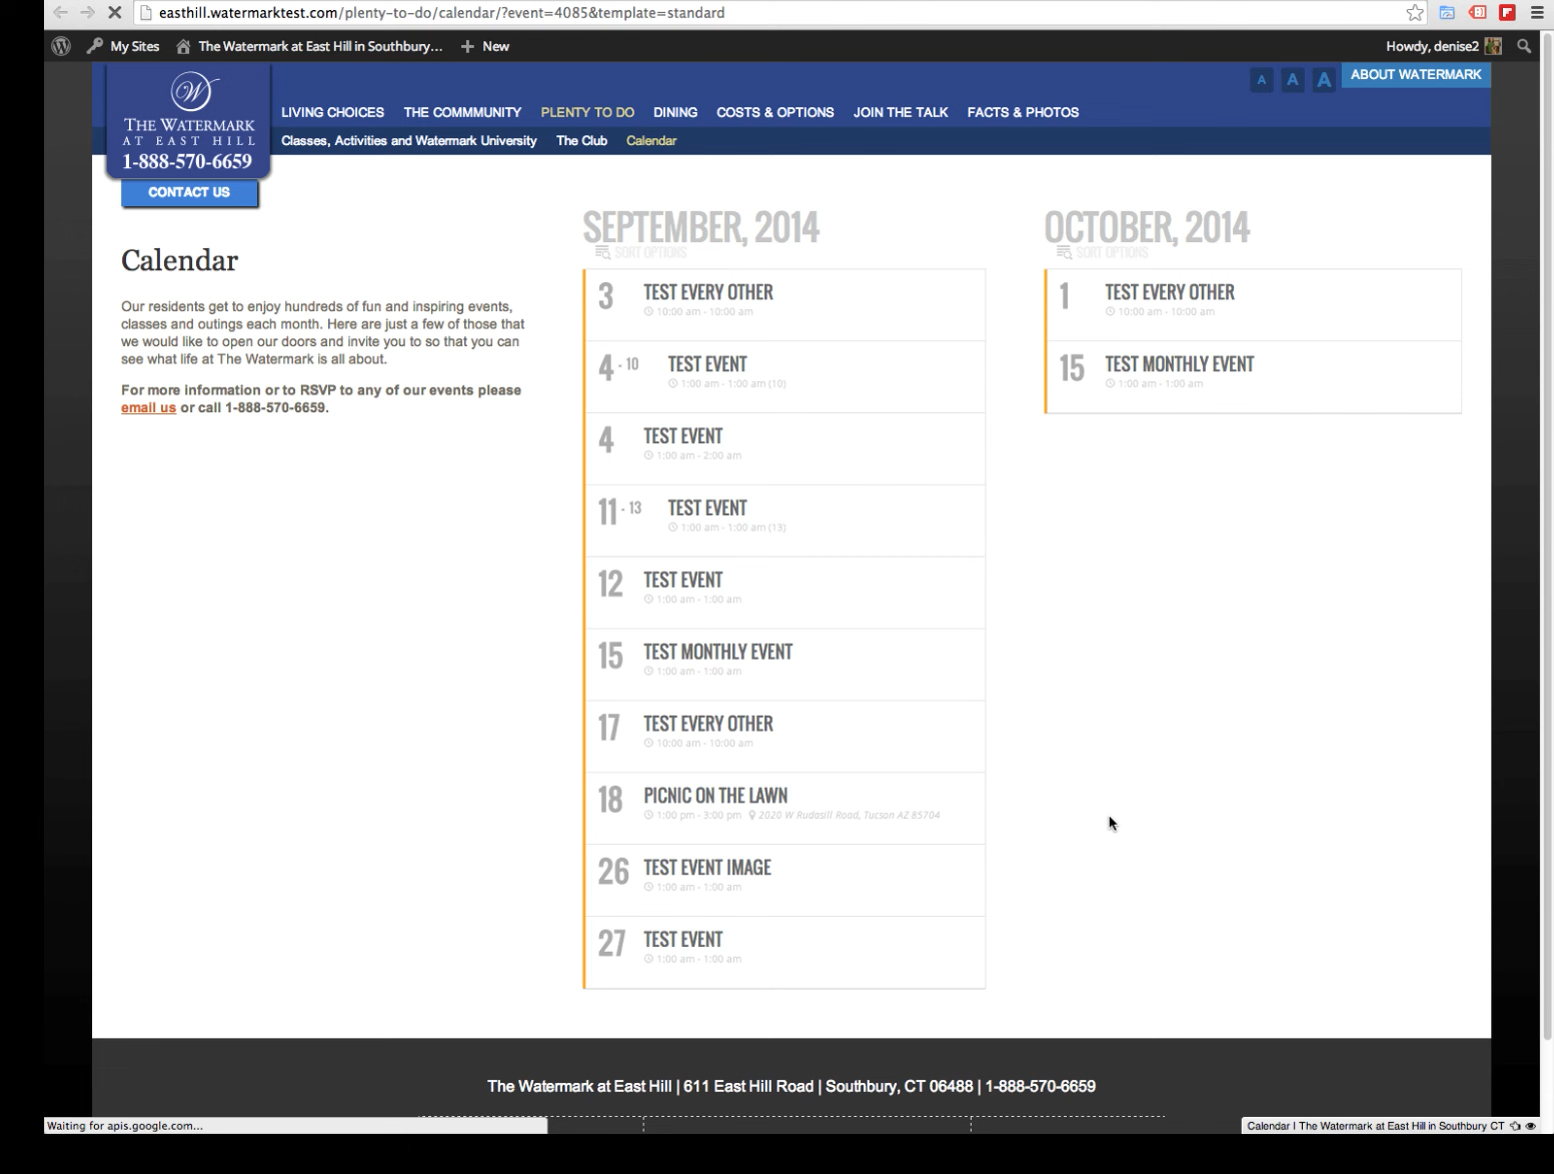 easthill.watermarktest.com/plenty-to-do/calendar/?event=4085&template=standard
My Sites The Watermark at East Hill in Southbury... + New Howdy, denise2
A A A ABOUT WATERMARK
W
THE WATERMARK
AT EAST HILL
1-888-570-6659
LIVING CHOICES THE COMMMUNITY PLENTY TO DO DINING COSTS & OPTIONS JOIN THE TALK FACTS & PHOTOS
Classes, Activities and Watermark University The Club Calendar
CONTACT US
Calendar
Our residents get to enjoy hundreds of fun and inspiring events,
classes and outings each month. Here are just a few of those that
we would like to open our doors and invite you to so that you can
see what life at The Watermark is all about.
For more information or to RSVP to any of our events please
email us or call 1-888-570-6659.
SEPTEMBER, 2014
SORT OPTIONS
3 TEST EVERY OTHER
10:00 am - 10:00 am
4 - 10 TEST EVENT
1:00 am - 1:00 am (10)
4 TEST EVENT
1:00 am - 2:00 am
11 - 13 TEST EVENT
1:00 am - 1:00 am (13)
12 TEST EVENT
1:00 am - 1:00 am
15 TEST MONTHLY EVENT
1:00 am - 1:00 am
17 TEST EVERY OTHER
10:00 am - 10:00 am
18 PICNIC ON THE LAWN
1:00 pm - 3:00 pm 2020 W Rudasill Road, Tucson AZ 85704
26 TEST EVENT IMAGE
1:00 am - 1:00 am
27 TEST EVENT
1:00 am - 1:00 am
OCTOBER, 2014
SORT OPTIONS
1 TEST EVERY OTHER
10:00 am - 10:00 am
15 TEST MONTHLY EVENT
1:00 am - 1:00 am
The Watermark at East Hill | 611 East Hill Road | Southbury, CT 06488 | 1-888-570-6659
Waiting for apis.google.com...
Calendar | The Watermark at East Hill in Southbury CT